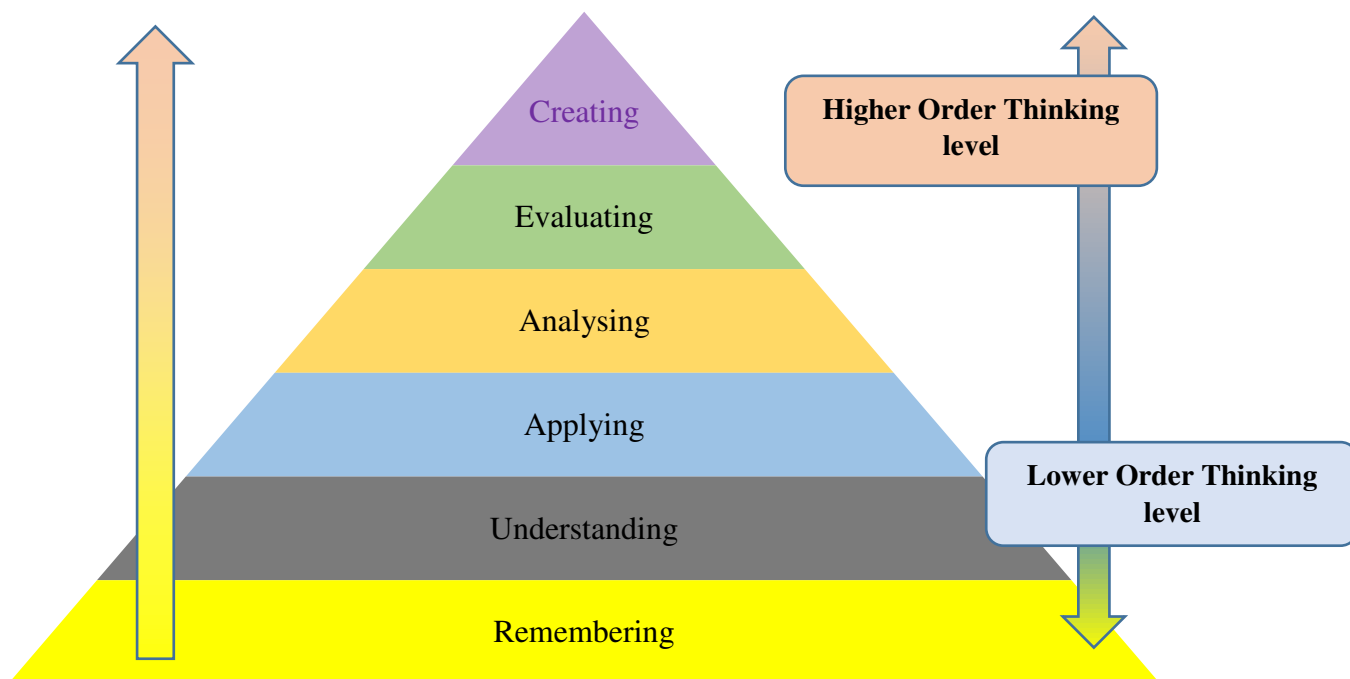 Creating
Higher Order Thinking
level
Evaluating
Analysing
Applying
Lower Order Thinking
level
Understanding
Remembering